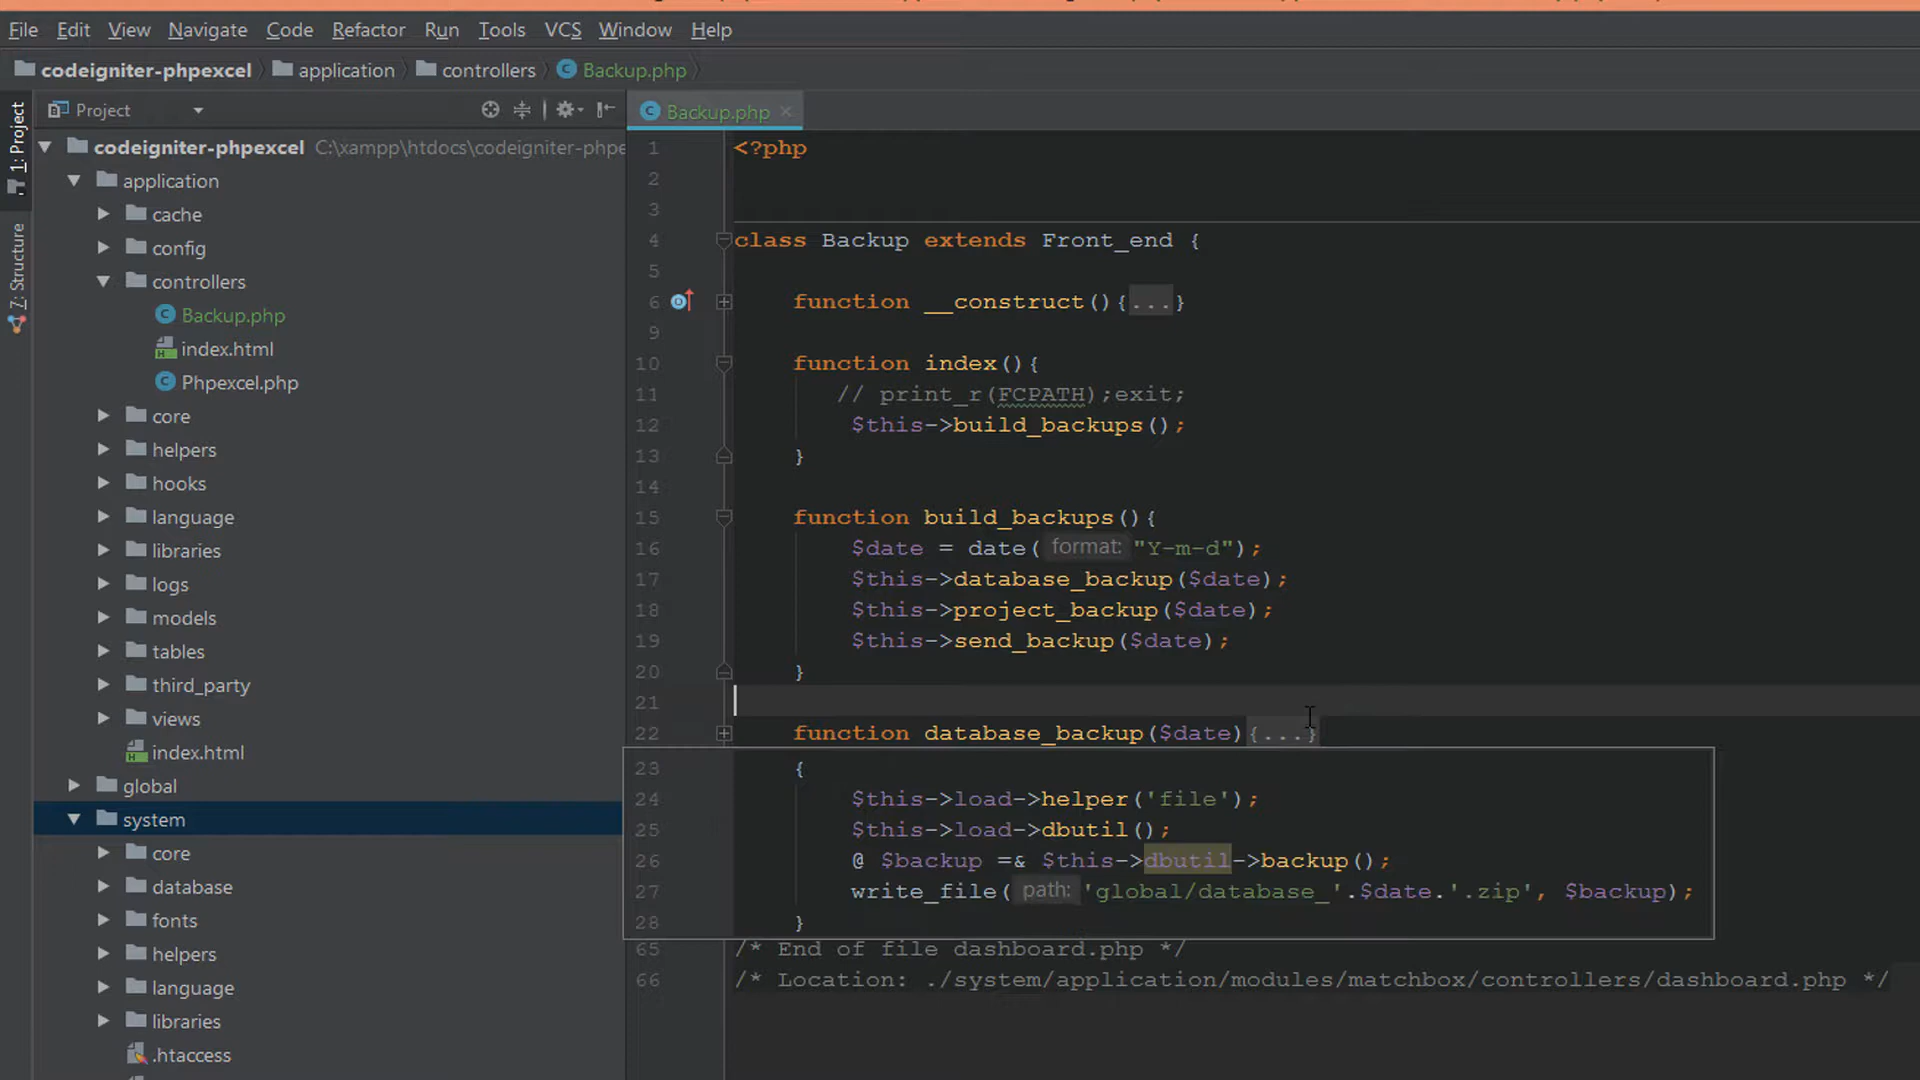 File Edit View Navigate Code Refactor Run Tools VCS Window Help
codeigniter-phpexcel application controllers Backup.php
1: Project
7: Structure
Project
codeigniter-phpexcel C:\xampp\htdocs\codeigniter-phpe
application
cache
config
controllers
Backup.php
index.html
Phpexcel.php
core
helpers
hooks
language
libraries
logs
models
tables
third_party
views
index.html
global
system
core
database
fonts
helpers
language
libraries
.htaccess
Backup.php
1 <?php
2
3
4 class Backup extends Front_end {
5
6 function __construct(){...}
9
10 function index(){
11 // print_r(FCPATH);exit;
12 $this->build_backups();
13 }
14
15 function build_backups(){
16 $date = date( format: "Y-m-d");
17 $this->database_backup($date);
18 $this->project_backup($date);
19 $this->send_backup($date);
20 }
21
22 function database_backup($date){...}
23 {
24 $this->load->helper('file');
25 $this->load->dbutil();
26 @ $backup =& $this->dbutil->backup();
27 write_file( path: 'global/database_'.$date.'.zip', $backup);
28 }
65 /* End of file dashboard.php */
66 /* Location: ./system/application/modules/matchbox/controllers/dashboard.php */